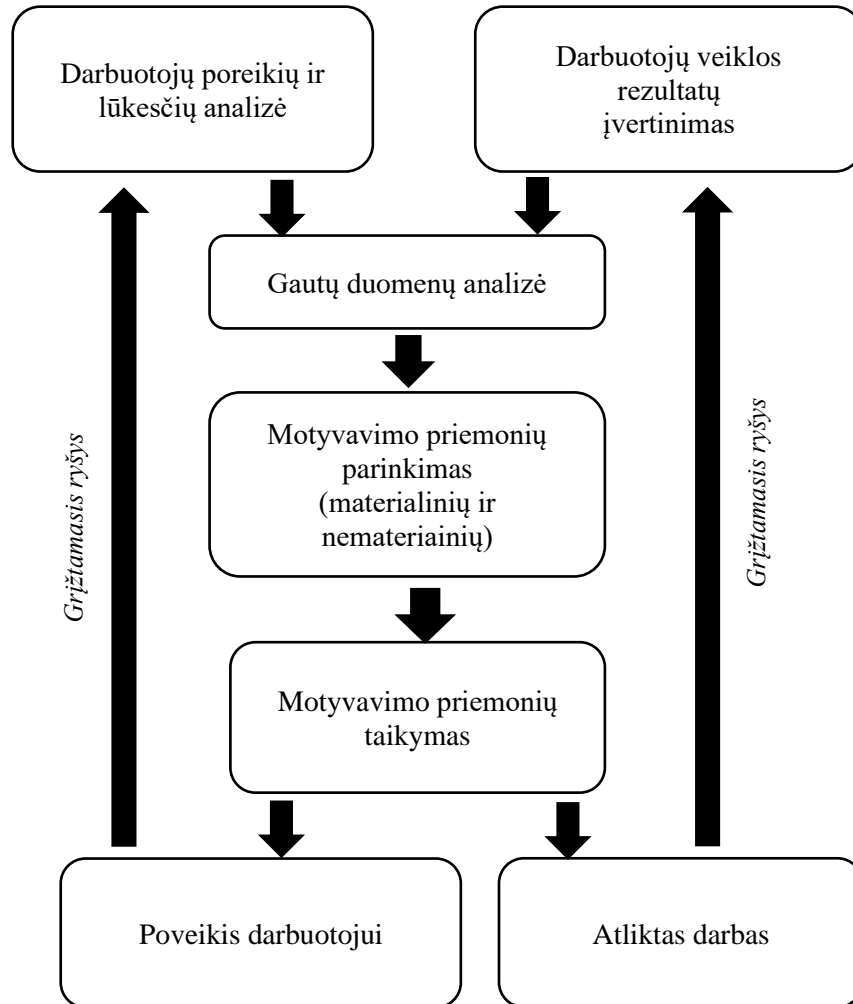 Darbuotojų poreikių ir
lūkesčių analizė
Darbuotojų veiklos
rezultatų
įvertinimas
Gautų duomenų analizė
Motyvavimo priemonių
parinkimas
(materialinių ir
nemateriainių)
Grįžtamasis ryšys
Grįžtamasis ryšys
Motyvavimo priemonių
taikymas
Poveikis darbuotojui
Atliktas darbas